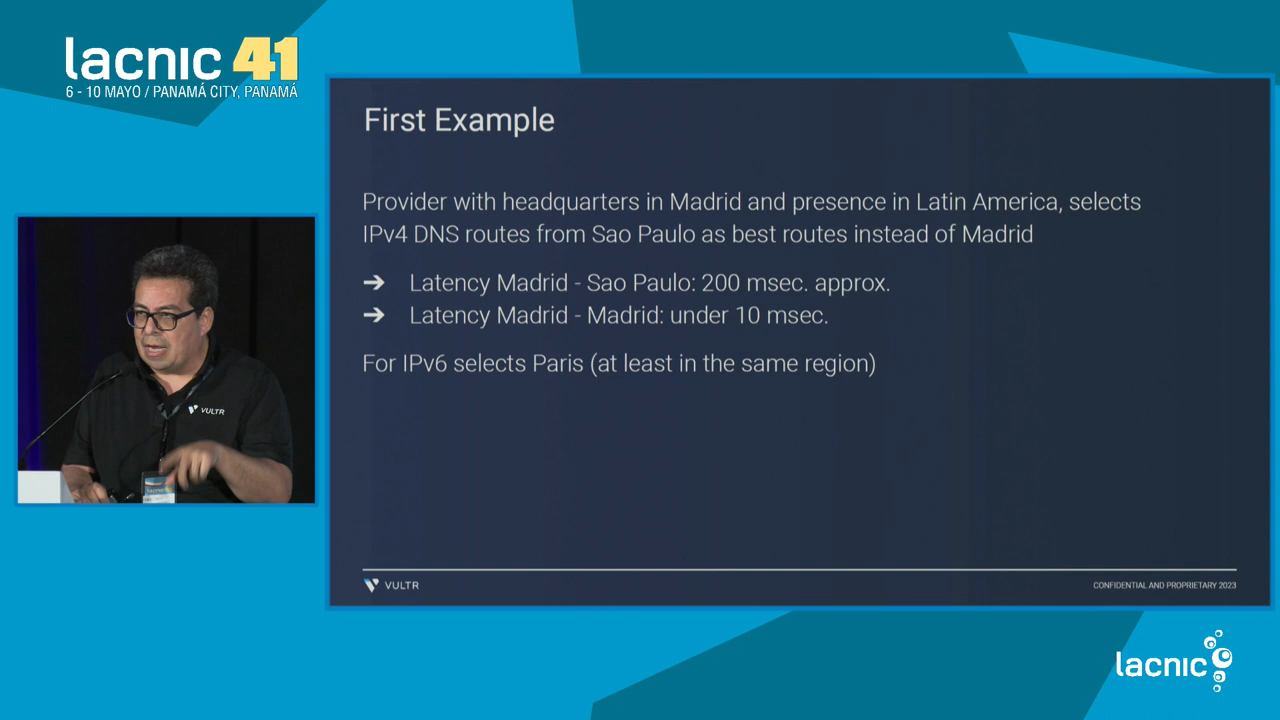 lacnic 41
6 - 10 MAYO / PANAMÁ CITY, PANAMÁ
First Example
Provider with headquarters in Madrid and presence in Latin America, selects
IPv4 DNS routes from Sao Paulo as best routes instead of Madrid
➔ Latency Madrid - Sao Paulo: 200 msec. approx.
➔ Latency Madrid - Madrid: under 10 msec.
For IPv6 selects Paris (at least in the same region)
VULTR
VULTR
CONFIDENTIAL AND PROPRIETARY 2023
lacnic